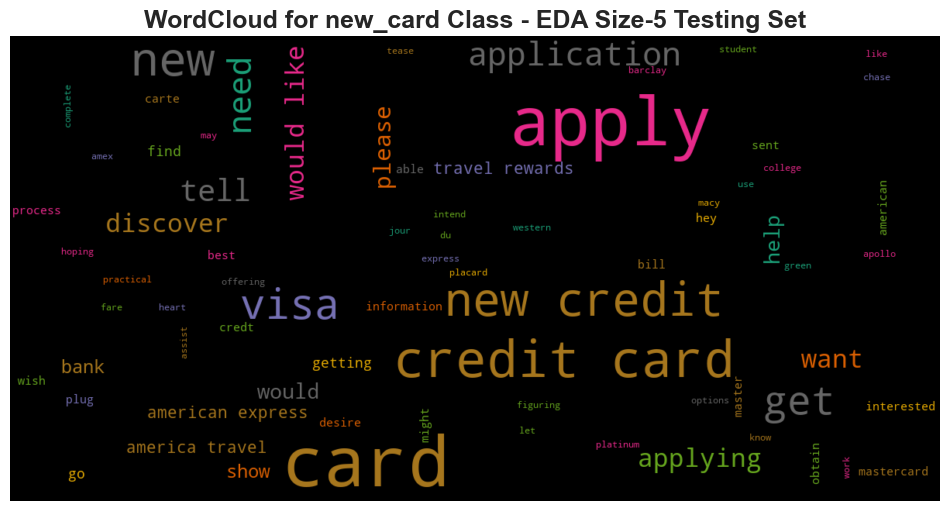 WordCloud for new_card Class - EDA Size-5 Testing Set
new
need
would like
tease
application
student
like
barclay
chase
complete
carte
please
apply
may
amex
find
able
travel rewards
sent
college
use
american
tell
process
discover
intend
macy
hey
help
jour
du
western
hoping
best
express
placard
bill
green
apollo
practical
offering
fare
heart
visa
information
new credit
credt
assist
bank
getting
credit card
want
wish
plug
would
american express
desire
might
figuring
let
options
master
get
interested
america travel
go
show
card
platinum
applying
know
obtain
work
mastercard